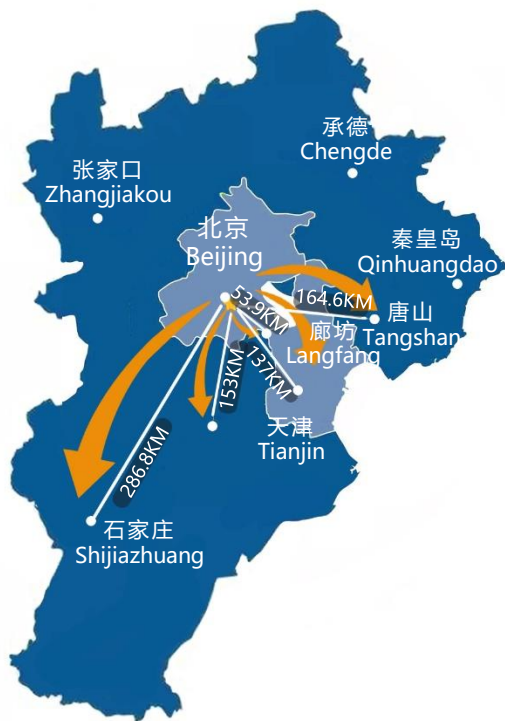 承德
Chengde
张家口
Zhangjiakou
北京
Beijing
秦皇岛
Qinhuangdao
53.9KM
164.6KM
唐山
Tangshan
廊坊
Langfang
153KM
137KM
天津
Tianjin
286.8KM
石家庄
Shijiazhuang